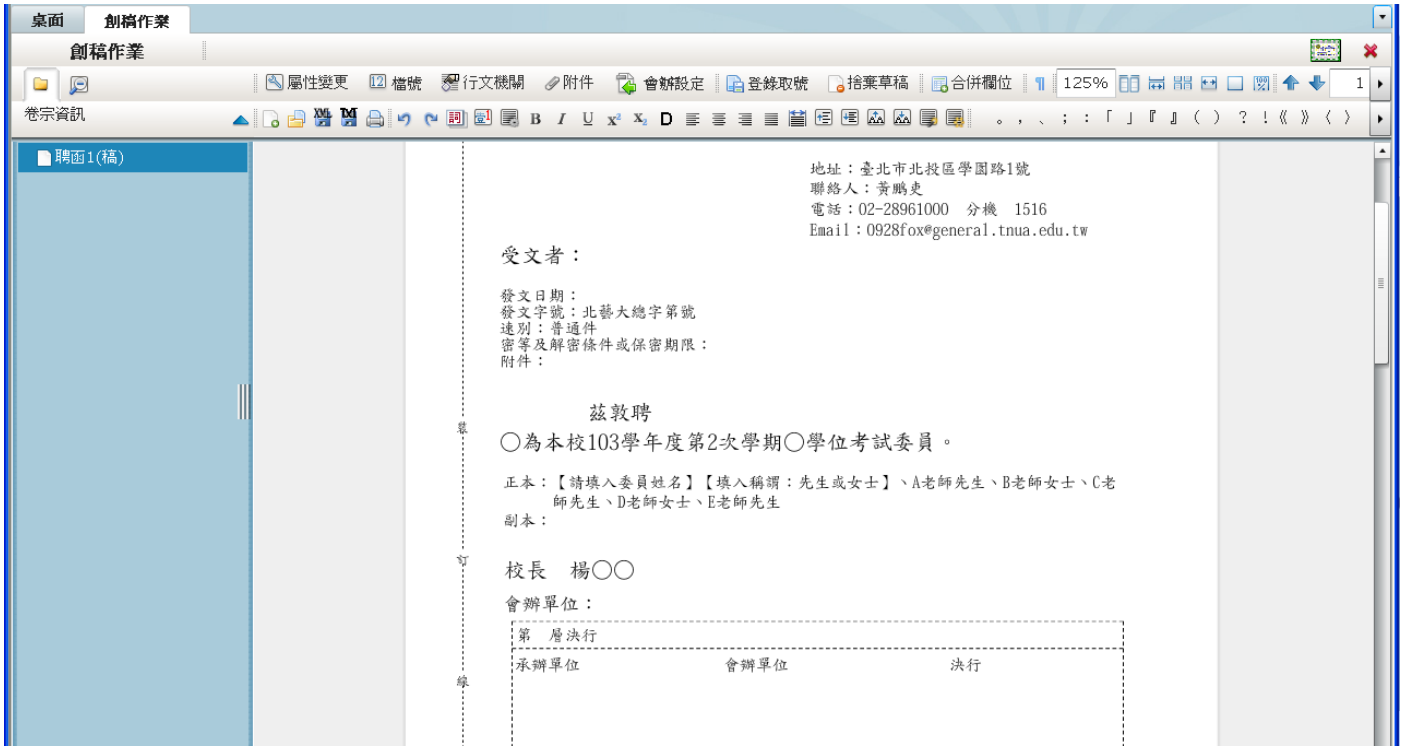 桌面 創稿作業
創稿作業
屬性變更 檔號 行文機關 附件 會辦設定 登錄取號 捨棄草稿 合併欄位 125% 1
卷宗資訊
B I U x² X₂ D 。 , 、 ; : 「 」 『 』 ( ) ? ! 《 》 〈 〉
聘函1(稿)
地址：臺北市北投區學園路1號
聯絡人：黃鵬吏
電話：02-28961000 分機 1516
Email：0928fox@general.tnua.edu.tw
受文者：
發文日期：
發文字號：北藝大總字第號
速別：普通件
密等及解密條件或保密期限：
附件：
茲敦聘
裝
○為本校103學年度第2次學期○學位考試委員。
正本：【請填入委員姓名】【填入稱謂：先生或女士】、A老師先生、B老師女士、C老
師先生、D老師女士、E老師先生
副本：
訂
校長 楊○○
會辦單位：
第 層決行
承辦單位 會辦單位 決行
線